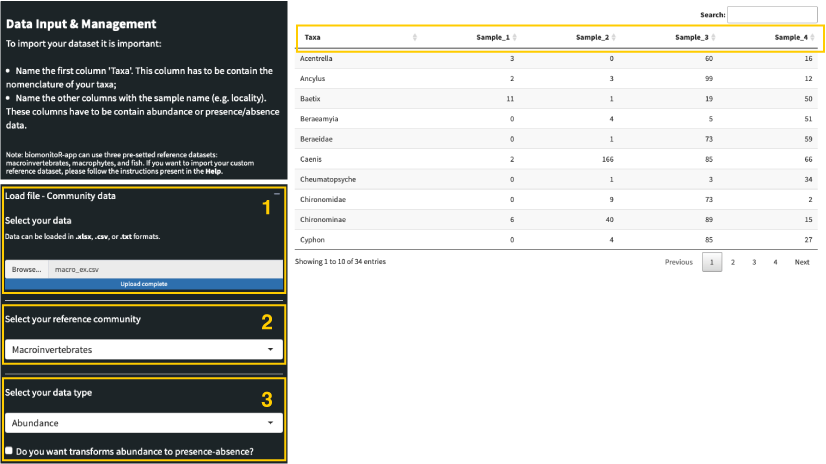 Data Input & Management
To import your dataset it is important:
• Name the first column 'Taxa'. This column has to be contain the
nomenclature of your taxa;
• Name the other columns with the sample name (e.g. locality).
These columns have to be contain abundance or presence/absence
data.
Note: biomonitoR-app can use three pre-setted reference datasets:
macroinvertebrates, macrophytes, and fish. If you want to import your custom
reference dataset, please follow the instructions present in the Help.
Load file - Community data
1
Select your data
Data can be loaded in .xlsx, .csv, or .txt formats.
Browse... macro_ex.csv
Upload complete
Select your reference community 2
Macroinvertebrates
Select your data type 3
Abundance
Do you want transforms abundance to presence-absence?
Search:
Taxa Sample_1 Sample_2 Sample_3 Sample_4
Acentrella 3 0 60 16
Ancylus 2 3 99 12
Baetix 11 1 19 50
Beraeamyia 0 4 5 51
Beraeidae 0 1 73 59
Caenis 2 166 85 66
Cheumatopsyche 0 1 3 34
Chironomidae 0 9 73 2
Chironominae 6 40 89 15
Cyphon 0 4 85 27
Showing 1 to 10 of 34 entries
Previous 1 2 3 4 Next